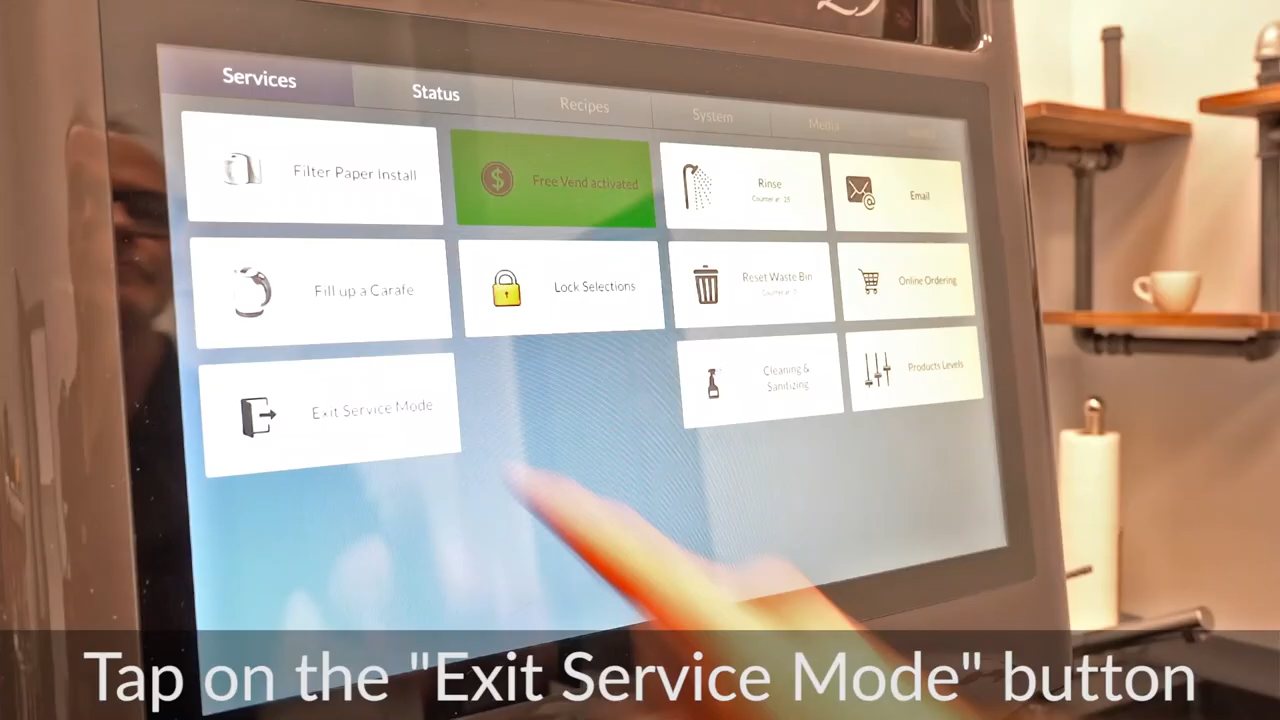 Services
Status
Recipes
System
Media
Filter Paper Install
Free Vend activated
Rinse
Email
Fill up a Carafe
Lock Selections
Reset Waste Bin
Online Ordering
Exit Service Mode
Cleaning &
Sanitizing
Products Levels
Tap on the "Exit Service Mode" button